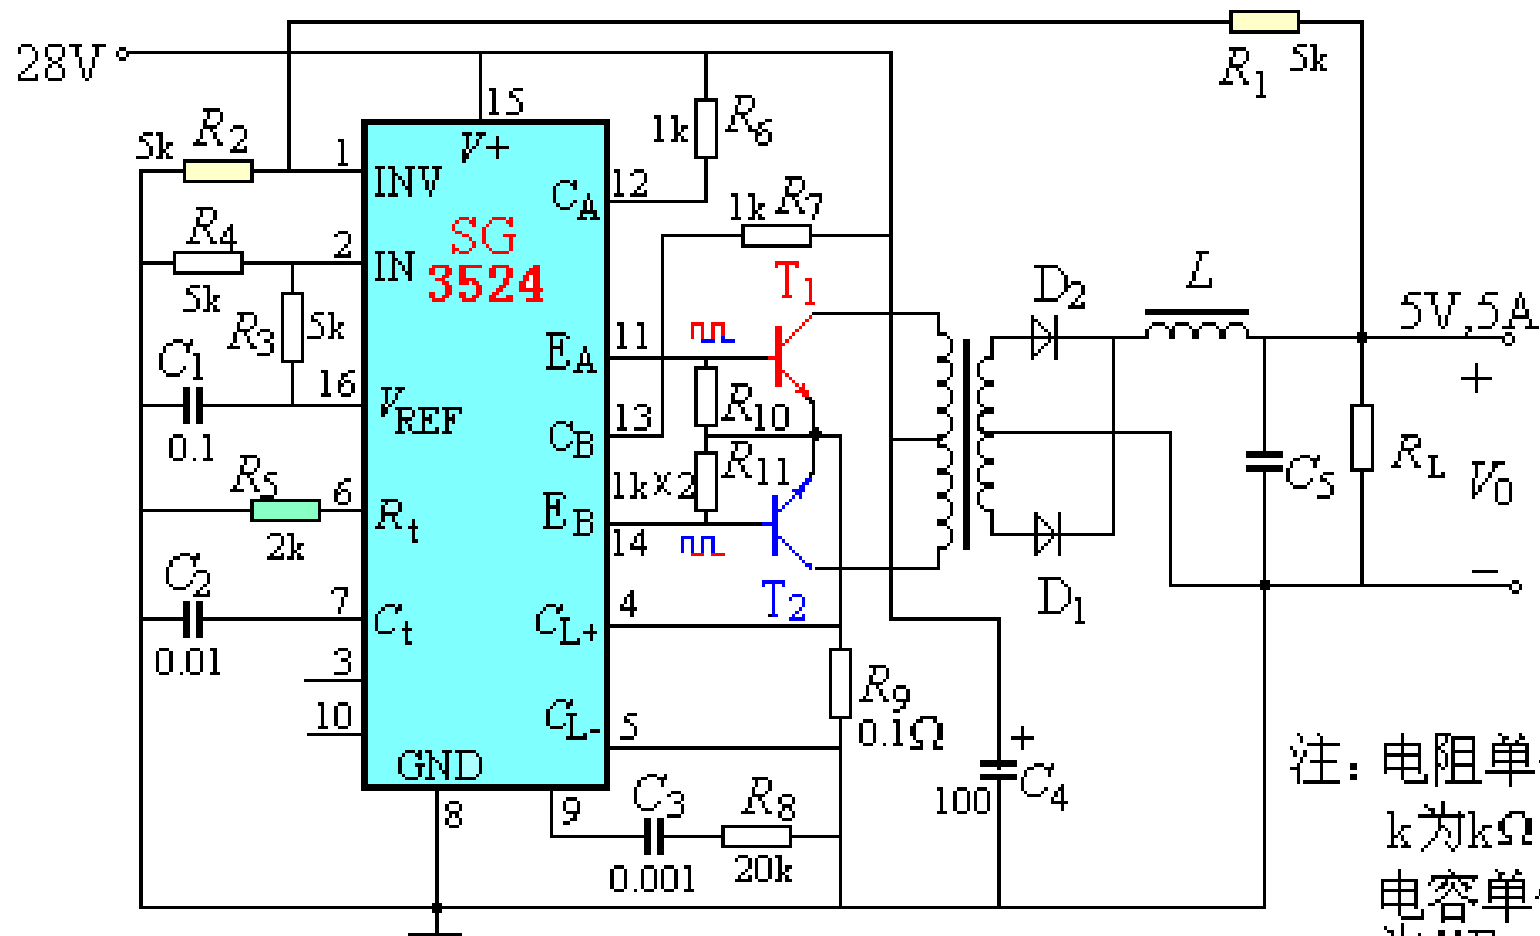 28V
R1 5k
5k R2
1
15
V+
INV
1k R6
CA 12
1k R7
R4
2
IN
SG
3524
5k
R3 5k
T1
D2
L
5V,5A
EA 11
C1
16
VREF
0.1
R10
13
CB
R5
6
Rt
2k
R11
1k×2
EB
14
T2
D1
C5
RL
+
V0
−
C2
7
Ct
0.01
3
10
CL+ 4
CL- 5
R9
0.1Ω
GND
8
9
C3
0.001
R8
20k
+
100 C4
注：电阻单
k为kΩ
电容单